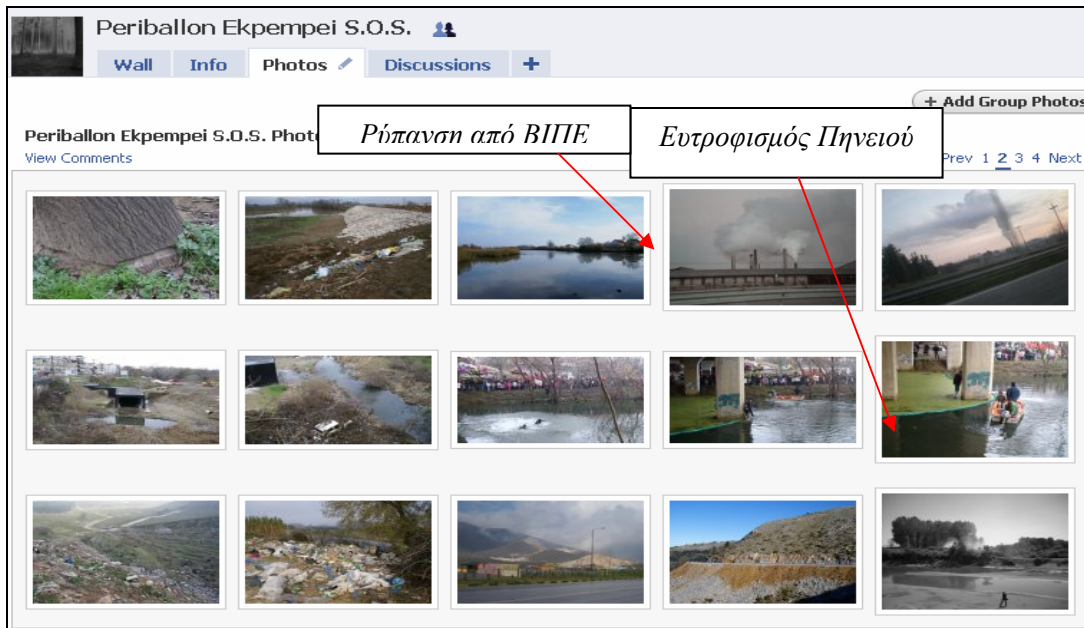 Periballon Ekpempei S.O.S.
Wall Info Photos Discussions +
+ Add Group Photos
Periballon Ekpempei S.O.S. Phot
Ρύπανση από ΒΙΠΕ
Ευτροφισμός Πηνειού
View Comments
Prev 1 2 3 4 Next